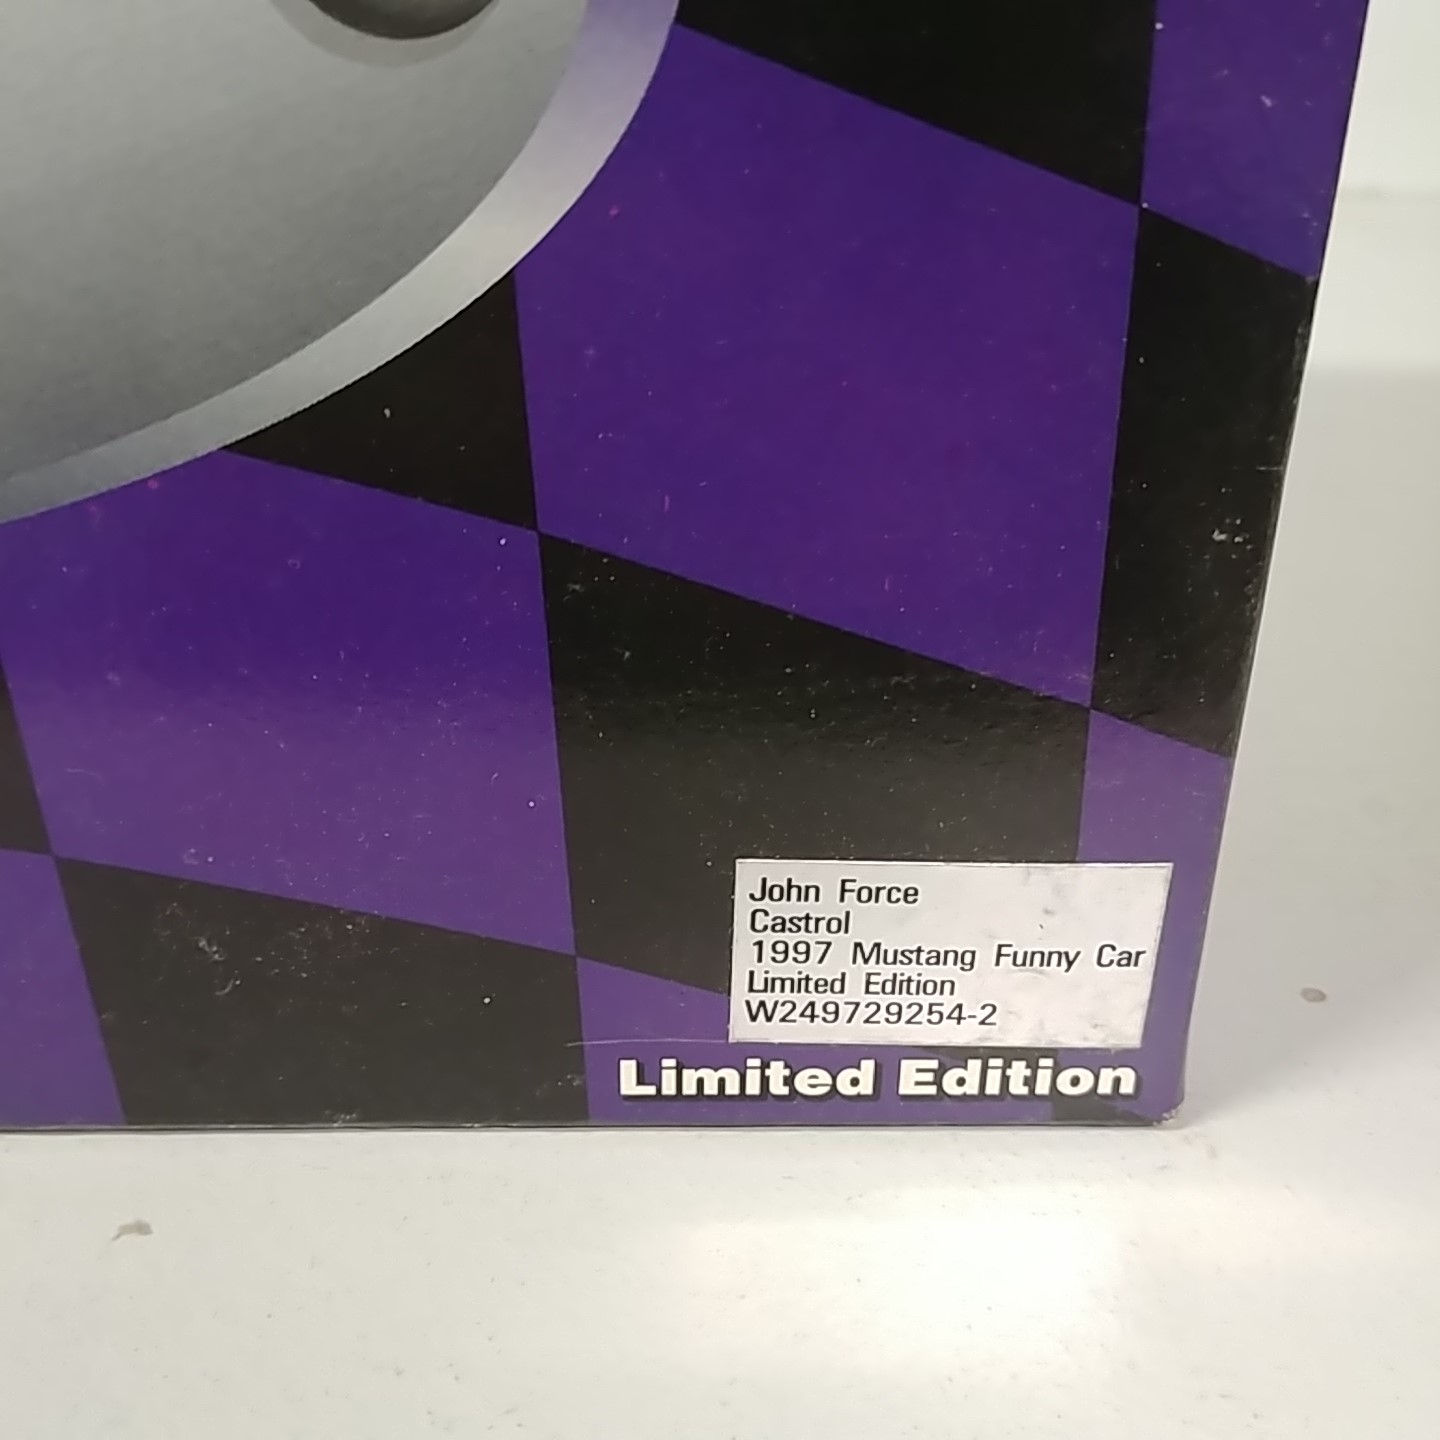 John Force
Castrol
1997 Mustang Funny Car
Limited Edition
W249729254-2
Limited Edition